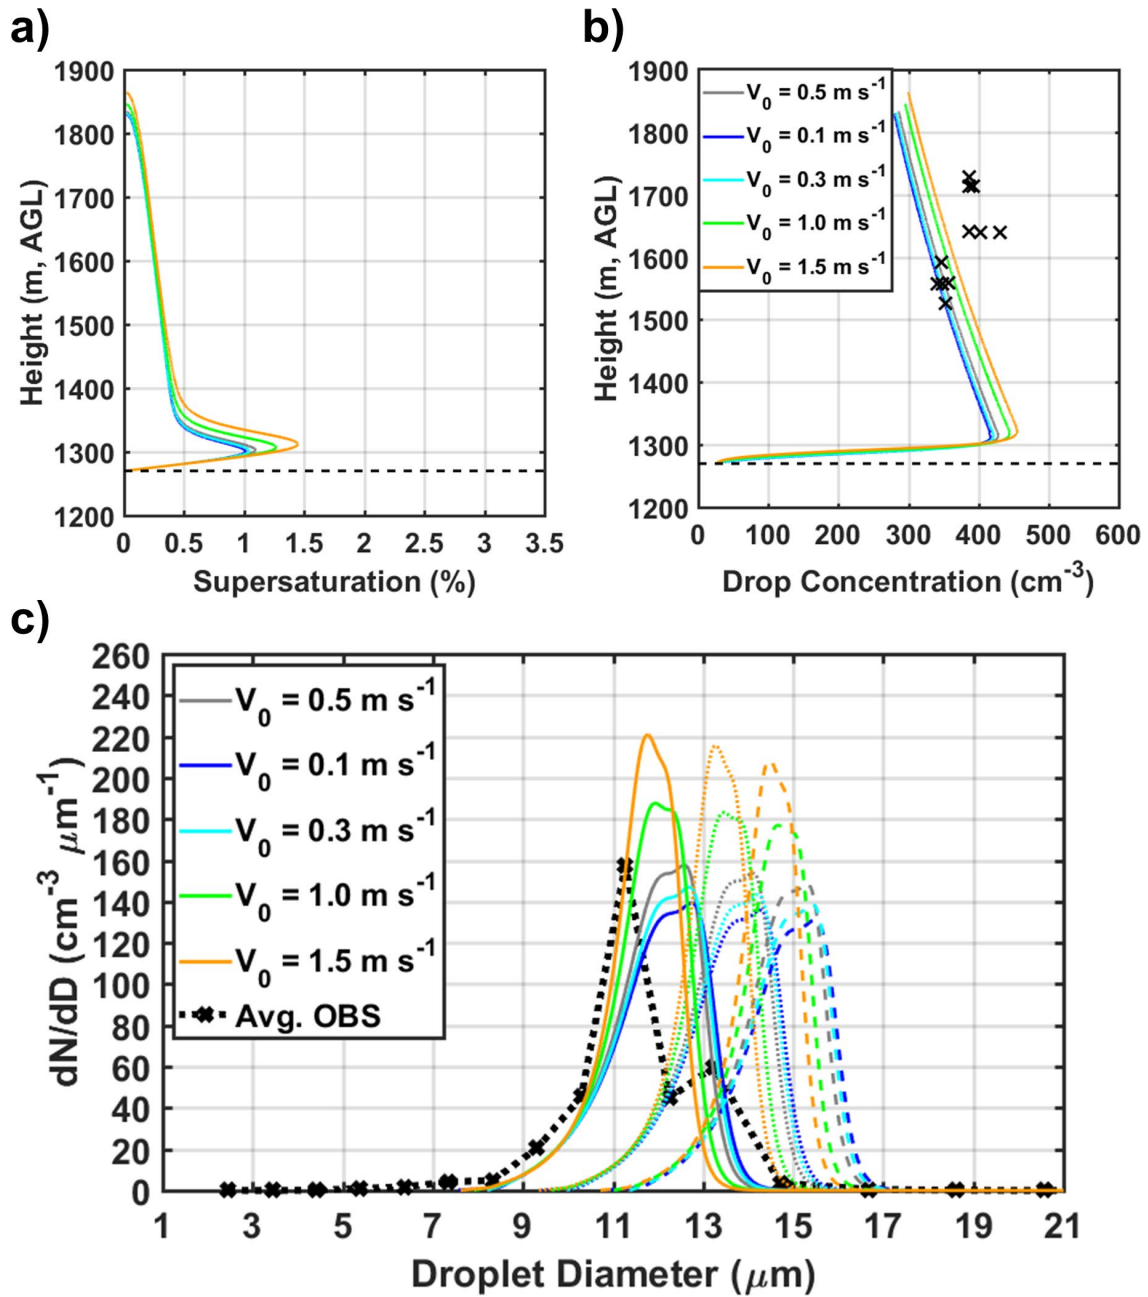 a)
1900
1800
1700
1600
1500
1400
1300
1200
Height (m, AGL)
0 0.5 1 1.5 2 2.5 3 3.5
Supersaturation (%)
b)
1900
1800
1700
1600
1500
1400
1300
1200
Height (m, AGL)
V₀ = 0.5 m s⁻¹
V₀ = 0.1 m s⁻¹
V₀ = 0.3 m s⁻¹
V₀ = 1.0 m s⁻¹
V₀ = 1.5 m s⁻¹
0 100 200 300 400 500 600
Drop Concentration (cm⁻³)
c)
260
240
220
200
180
160
140
120
100
80
60
40
20
0
dN/dD (cm⁻³ μm⁻¹)
V₀ = 0.5 m s⁻¹
V₀ = 0.1 m s⁻¹
V₀ = 0.3 m s⁻¹
V₀ = 1.0 m s⁻¹
V₀ = 1.5 m s⁻¹
Avg. OBS
1 3 5 7 9 11 13 15 17 19 21
Droplet Diameter (μm)